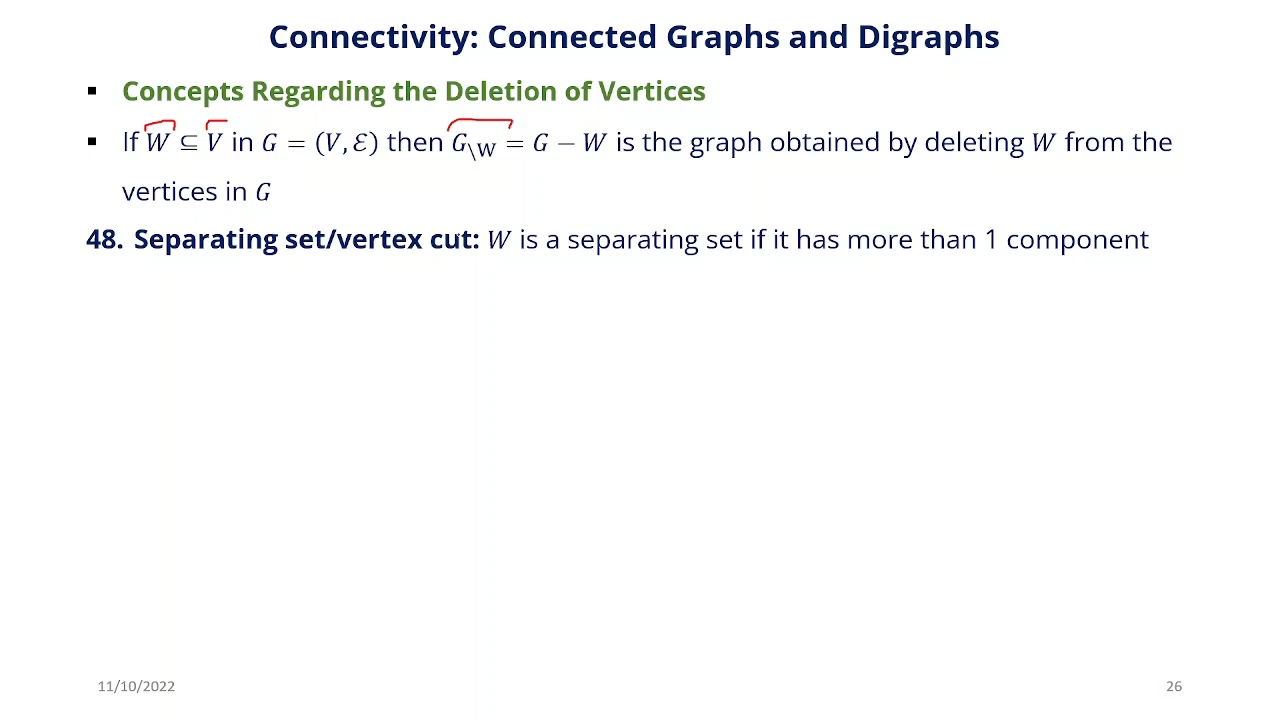 Connectivity: Connected Graphs and Digraphs
▪ Concepts Regarding the Deletion of Vertices
▪ If W ⊆ V in G = (V, ℰ) then G\W = G − W is the graph obtained by deleting W from the
vertices in G
48. Separating set/vertex cut: W is a separating set if it has more than 1 component
11/10/2022
26